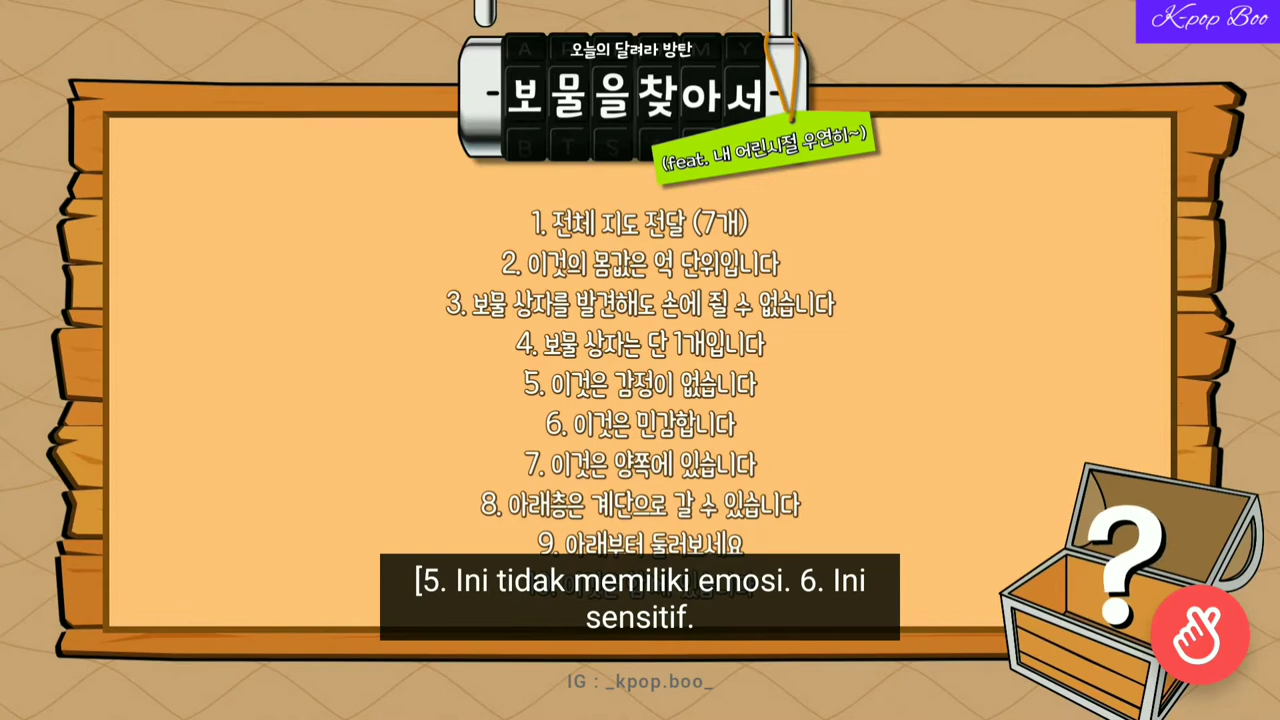 K-pop Boo
오늘의 달려라 방탄
보물을찾아서
(feat. 내 어린시절 우연히~)
1. 전체 지도 전달 (7개)
2. 이것의 몸값은 억 단위입니다
3. 보물 상자를 발견해도 손에 쥘 수 없습니다
4. 보물 상자는 단 1개입니다
5. 이것은 감정이 없습니다
6. 이것은 민감합니다
7. 이것은 양쪽에 있습니다
8. 아래층은 계단으로 갈 수 있습니다
9. 아래부터 둘러보세요
[5. Ini tidak memiliki emosi. 6. Ini
sensitif.
?
IG : _kpop.boo_